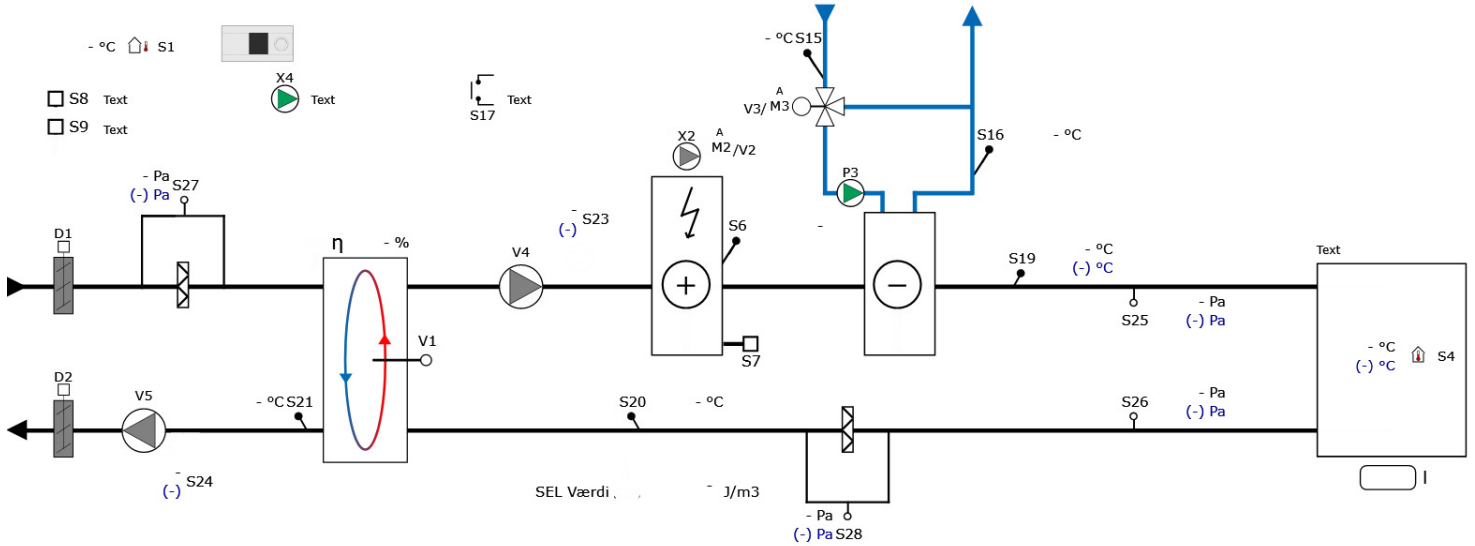 - °C S1
X4
S8 Text
Text
Text
S17
S9 Text
- °C S15
A
V3/ M3
S16 - °C
X2 A
M2/V2
P3
- Pa S27
(-) Pa
D1
η - %
-
(-) S23
V4
S6
-
S19
- °C
(-) °C
Text
S25
- Pa
(-) Pa
V1
S7
- °C
(-) °C
S4
D2
V5
- °C S21
S20 - °C
S26
- Pa
(-) Pa
-
(-) S24
SEL Værdi - J/m3
- Pa
(-) Pa S28
I